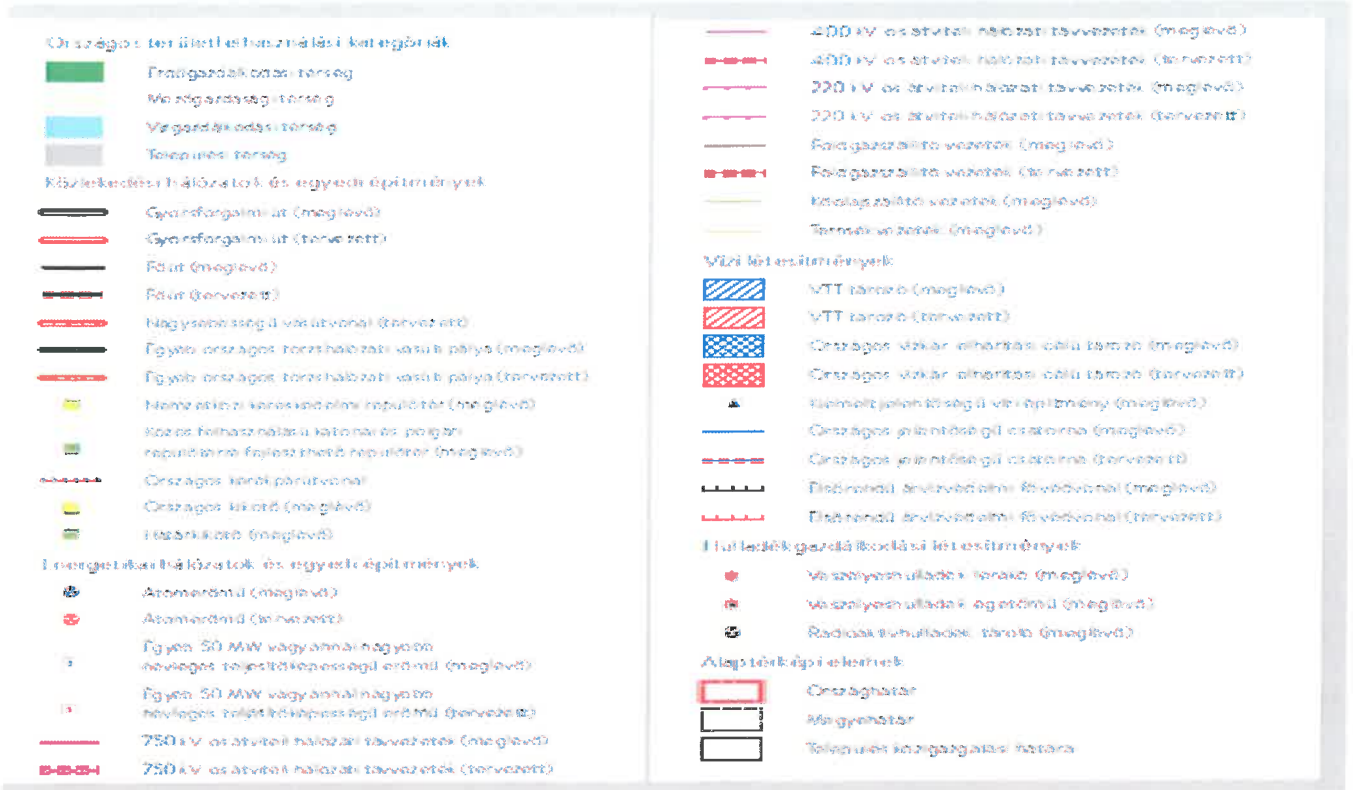 Országos területfelhasználási kategóriák
Erdőgazdálkodási térség
Mezőgazdasági térség
Vízgazdálkodási térség
Települési térség
Közlekedési hálózatok és egyedi építmények
Gyorsforgalmi út (meglévő)
Gyorsforgalmi út (tervezett)
Főút (meglévő)
Főút (tervezett)
Nagysebességű vasútvonal (tervezett)
Egyéb országos törzshálózati vasúti pálya (meglévő)
Egyéb országos törzshálózati vasúti pálya (tervezett)
Nemzetközi kereskedelmi repülőtér (meglévő)
Közös felhasználású katonai és polgári
repülőtérré fejleszthető repülőtér (meglévő)
Országos kerékpárútvonal
Országos kikötő (meglévő)
Határkikötő (meglévő)
Energetikai hálózatok és egyedi építmények
Atomerőmű (meglévő)
Atomerőmű (tervezett)
Egyéb 50 MW vagy annál nagyobb
névleges teljesítőképességű erőmű (meglévő)
Egyéb 50 MW vagy annál nagyobb
névleges teljesítőképességű erőmű (tervezett)
750 kV-os átviteli hálózati távvezeték (meglévő)
750 kV-os átviteli hálózati távvezeték (tervezett)
400 kV-os átviteli hálózati távvezeték (meglévő)
400 kV-os átviteli hálózati távvezeték (tervezett)
220 kV-os átviteli hálózati távvezeték (meglévő)
220 kV-os átviteli hálózati távvezeték (tervezett)
Földgázszállító vezeték (meglévő)
Földgázszállító vezeték (tervezett)
Kőolajszállító vezeték (meglévő)
Termékvezeték (meglévő)
Vízi létesítmények
VTT tározó (meglévő)
VTT tározó (tervezett)
Országos vízkár-elhárítási célú tározó (meglévő)
Országos vízkár-elhárítási célú tározó (tervezett)
Kiemelt jelentőségű vízi építmény (meglévő)
Országos jelentőségű csatorna (meglévő)
Országos jelentőségű csatorna (tervezett)
Elsőrendű árvízvédelmi fővédvonal (meglévő)
Elsőrendű árvízvédelmi fővédvonal (tervezett)
Hulladékgazdálkodási létesítmények
Veszélyeshulladék-lerakó (meglévő)
Veszélyeshulladék-égetőmű (meglévő)
Radioaktívhulladék-tároló (meglévő)
Alaptérképi elemek
Országhatár
Megyehatár
Település közigazgatási határa